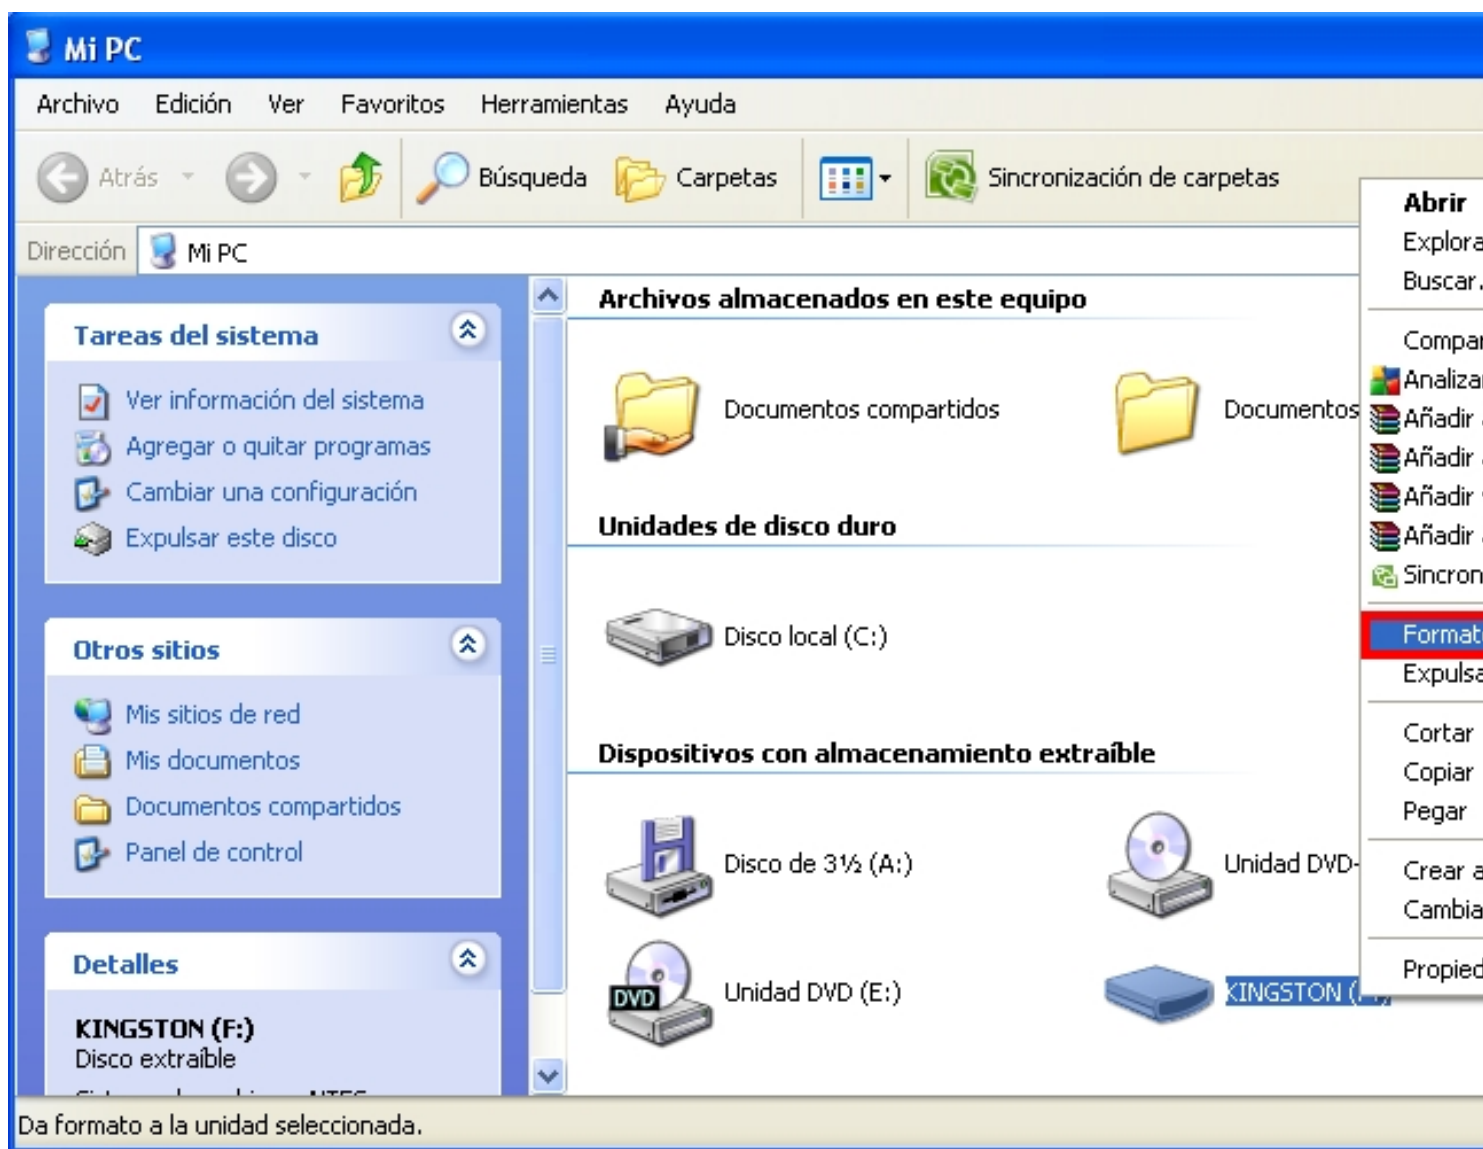 Mi PC
Archivo Edición Ver Favoritos Herramientas Ayuda
Atrás Búsqueda Carpetas Sincronización de carpetas
Dirección Mi PC
Tareas del sistema
Ver información del sistema
Agregar o quitar programas
Cambiar una configuración
Expulsar este disco
Otros sitios
Mis sitios de red
Mis documentos
Documentos compartidos
Panel de control
Detalles
KINGSTON (F:)
Disco extraíble
Archivos almacenados en este equipo
Documentos compartidos
Documentos
Unidades de disco duro
Disco local (C:)
Dispositivos con almacenamiento extraíble
Disco de 3½ (A:)
Unidad DVD-
DVD
Unidad DVD (E:)
KINGSTON (
Abrir
Explora
Buscar.
Compar
Analizar
Añadir a
Añadir a
Añadir
Añadir a
Sincron
Formato
Expulsa
Cortar
Copiar
Pegar
Crear a
Cambia
Propied
Da formato a la unidad seleccionada.